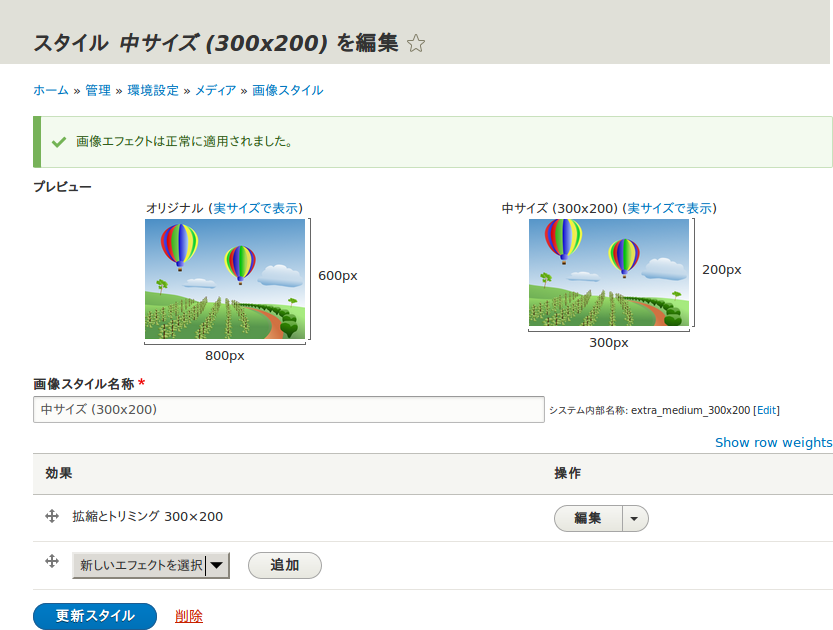 スタイル 中サイズ (300x200) を編集
ホーム » 管理 » 環境設定 » メディア » 画像スタイル
画像エフェクトは正常に適用されました。
プレビュー
オリジナル (実サイズで表示)
600px
800px
中サイズ (300x200) (実サイズで表示)
200px
300px
画像スタイル名称 *
中サイズ (300x200)
システム内部名称: extra_medium_300x200 [Edit]
Show row weights
効果
操作
拡縮とトリミング 300×200
編集
新しいエフェクトを選択
追加
更新スタイル
削除